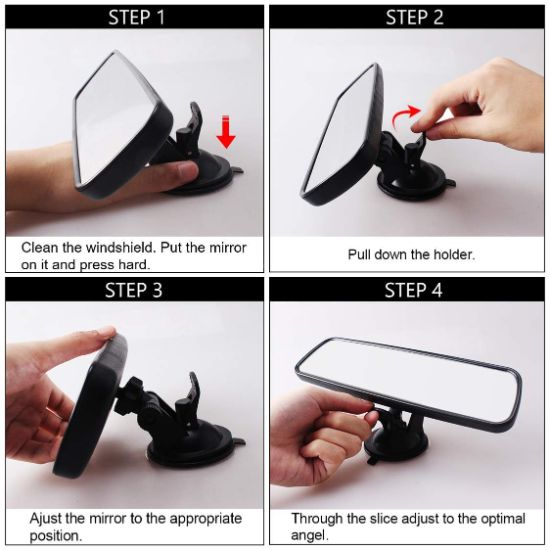 STEP 1
Clean the windshield. Put the mirror
on it and press hard.
STEP 2
Pull down the holder.
STEP 3
Ajust the mirror to the appropriate
position.
STEP 4
Through the slice adjust to the optimal
angel.